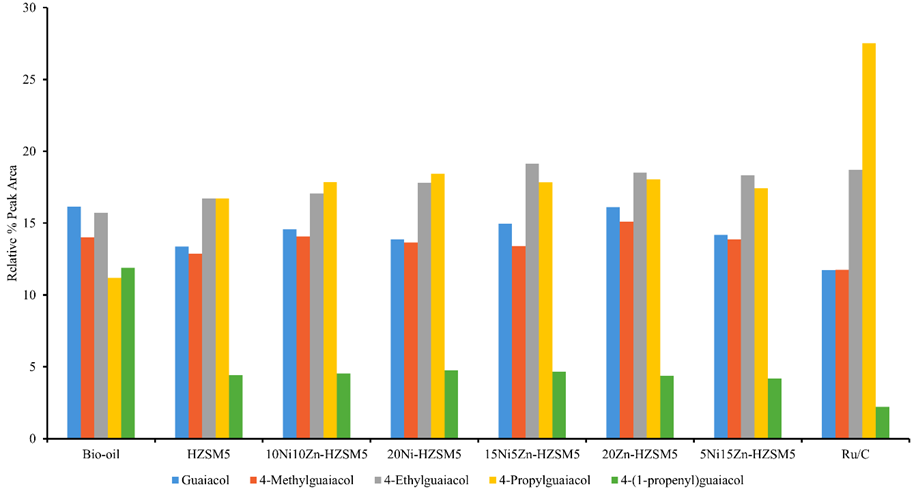 30
25
20
15
10
5
0
Relative % Peak Area
Bio-oil HZSM5 10Ni10Zn-HZSM5 20Ni-HZSM5 15Ni5Zn-HZSM5 20Zn-HZSM5 5Ni15Zn-HZSM5 Ru/C
Guaiacol 4-Methylguaiacol 4-Ethylguaiacol 4-Propylguaiacol 4-(1-propenyl)guaiacol